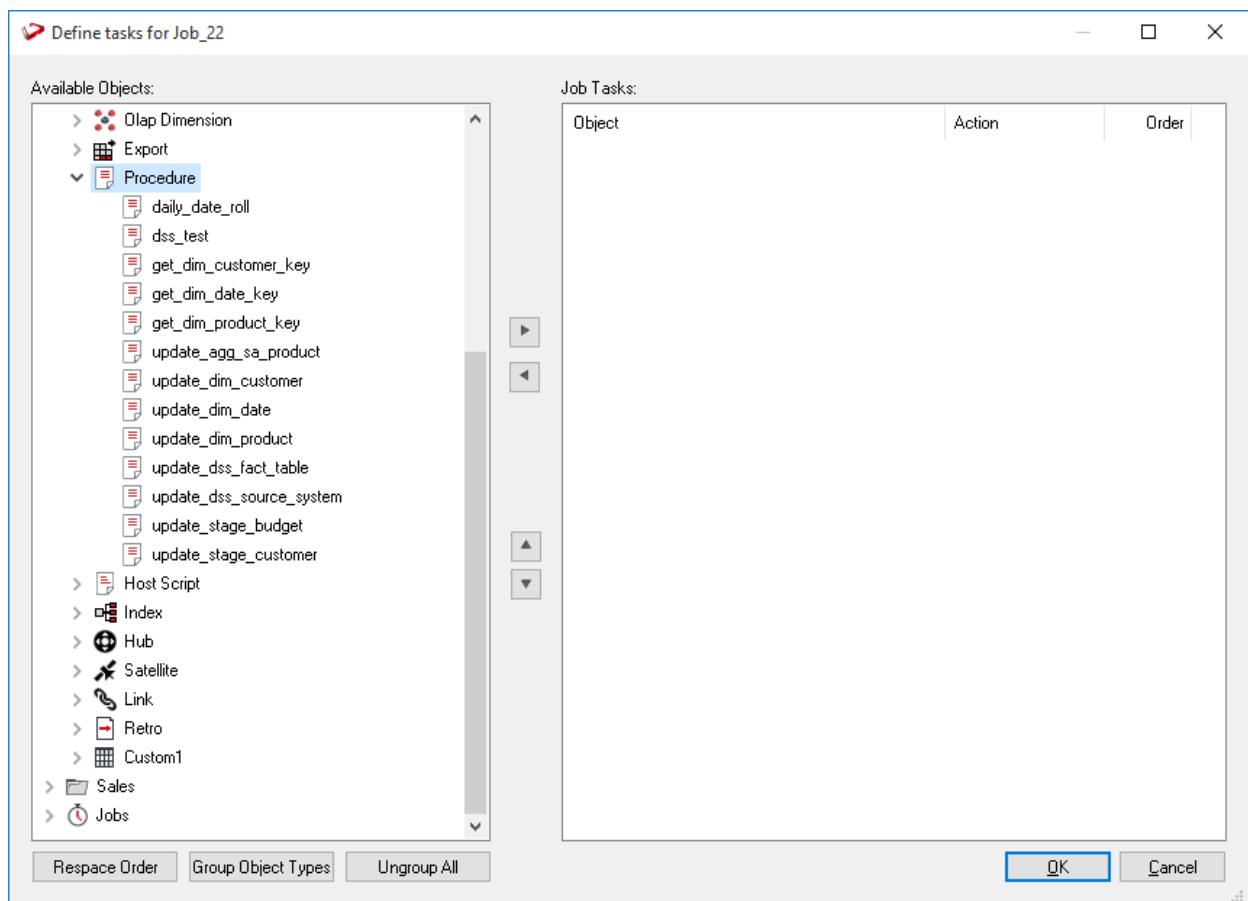 Define tasks for Job_22
Available Objects:
Olap Dimension
Export
Procedure
daily_date_roll
dss_test
get_dim_customer_key
get_dim_date_key
get_dim_product_key
update_agg_sa_product
update_dim_customer
update_dim_date
update_dim_product
update_dss_fact_table
update_dss_source_system
update_stage_budget
update_stage_customer
Host Script
Index
Hub
Satellite
Link
Retro
Custom1
Sales
Jobs
Respace Order Group Object Types Ungroup All
Job Tasks:
Object Action Order
OK Cancel